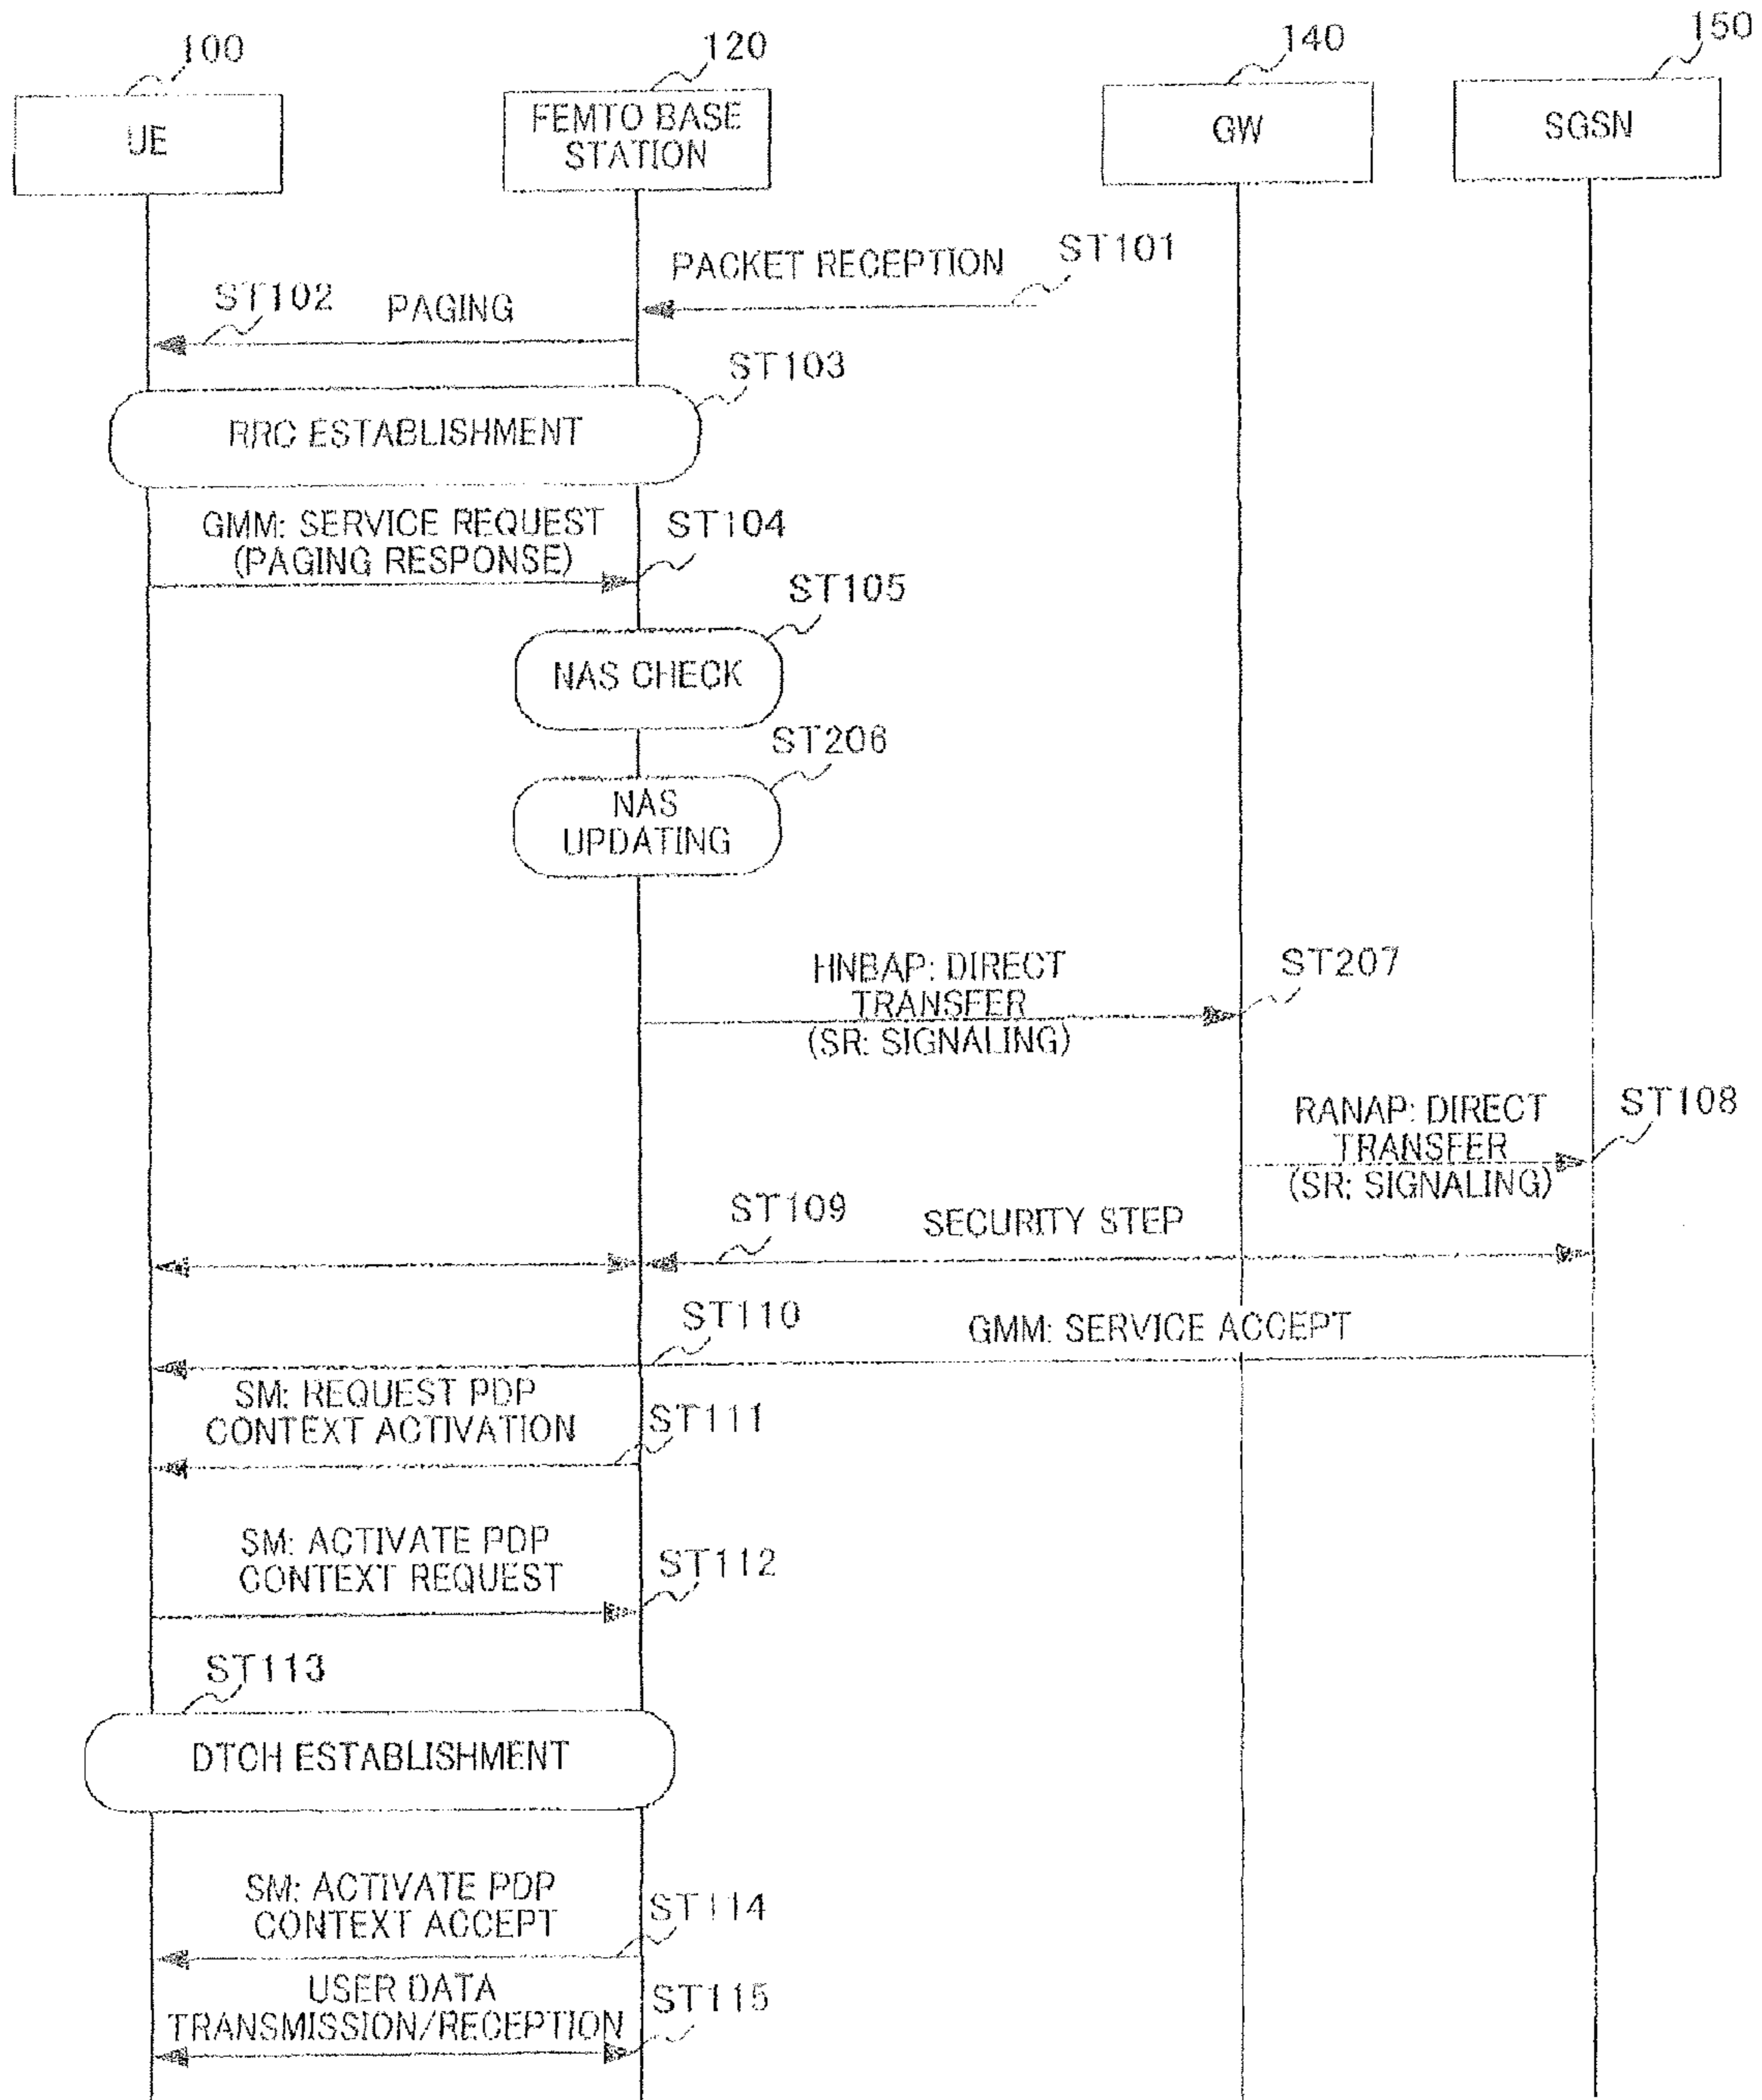 100
120
140
150
UE
FEMTO BASE
STATION
GW
SGSN
PACKET RECEPTION
ST101
ST102
PAGING
ST103
RRC ESTABLISHMENT
GMM: SERVICE REQUEST
(PAGING RESPONSE)
ST104
ST105
NAS CHECK
ST206
NAS
UPDATING
HNBAP: DIRECT
TRANSFER
(SR: SIGNALING)
ST207
RANAP: DIRECT
TRANSFER
(SR: SIGNALING)
ST108
ST109
SECURITY STEP
ST110
GMM: SERVICE ACCEPT
SM: REQUEST PDP
CONTEXT ACTIVATION
ST111
SM: ACTIVATE PDP
CONTEXT REQUEST
ST112
ST113
DTCH ESTABLISHMENT
SM: ACTIVATE PDP
CONTEXT ACCEPT
ST114
USER DATA
TRANSMISSION/RECEPTION
ST115